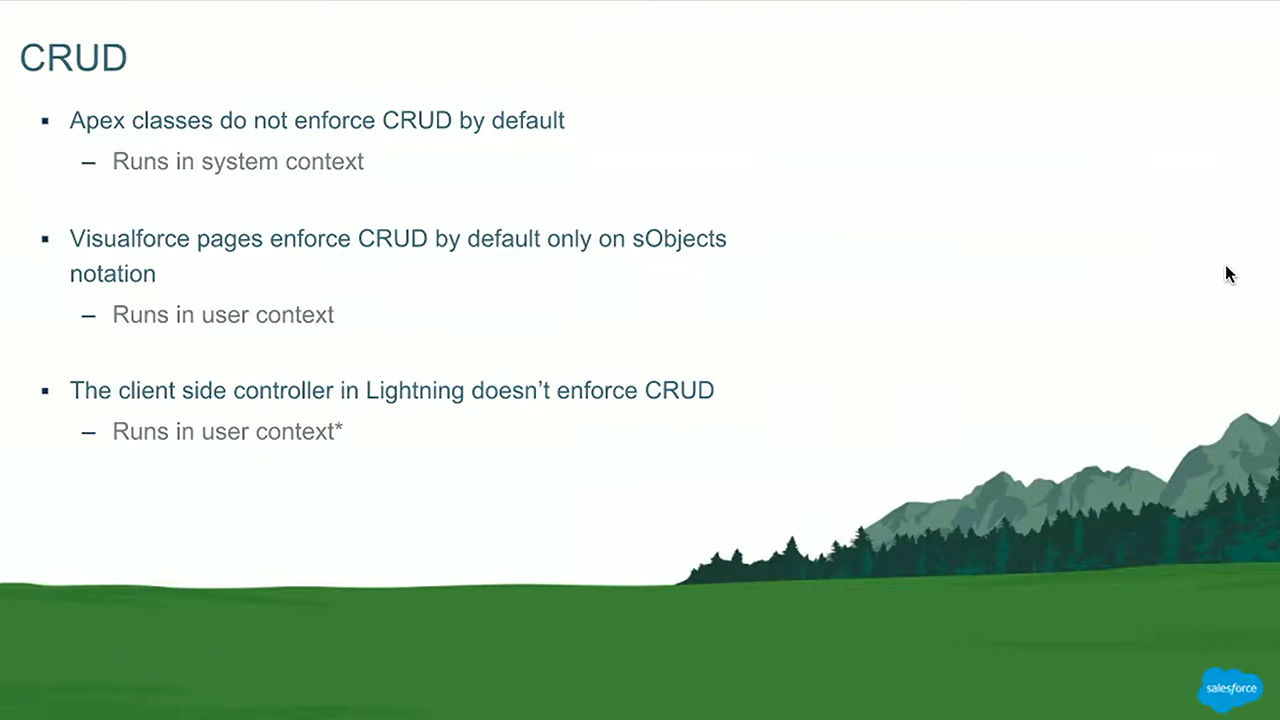 CRUD
▪ Apex classes do not enforce CRUD by default
– Runs in system context
▪ Visualforce pages enforce CRUD by default only on sObjects
notation
– Runs in user context
▪ The client side controller in Lightning doesn’t enforce CRUD
– Runs in user context*
salesforce